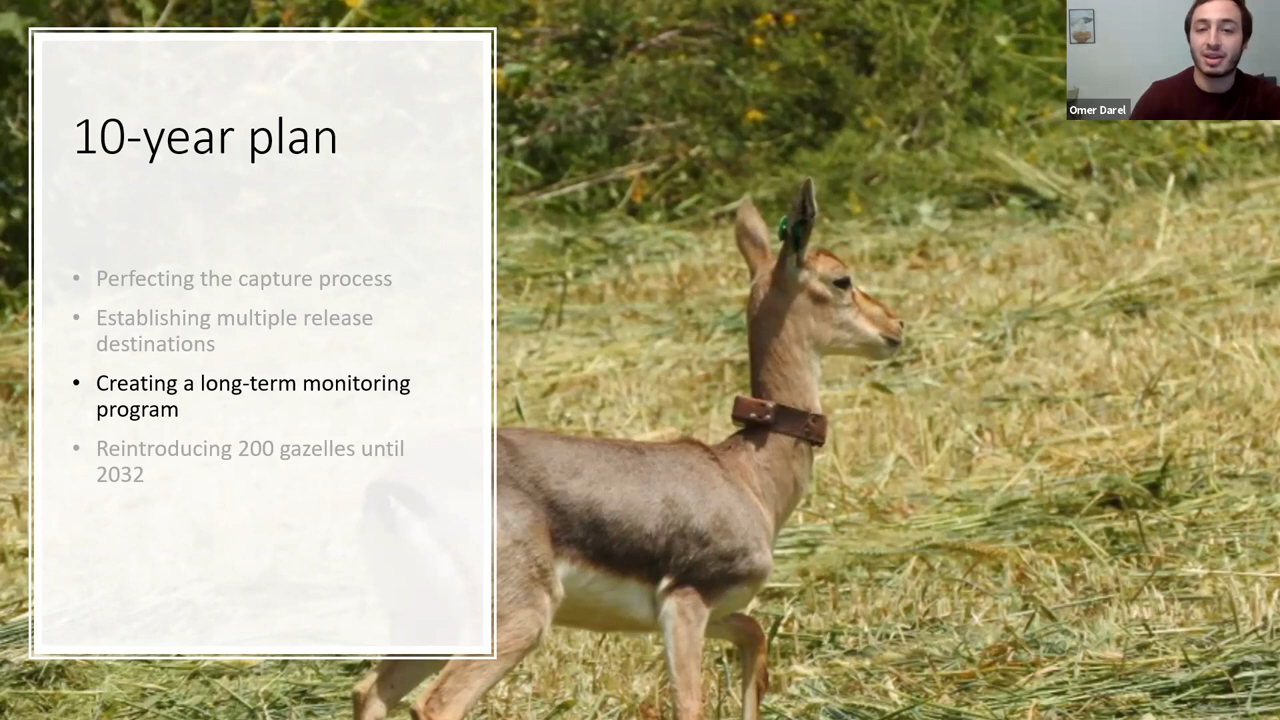 10-year plan
• Perfecting the capture process
• Establishing multiple release
destinations
• Creating a long-term monitoring
program
• Reintroducing 200 gazelles until
2032
Omer Darel